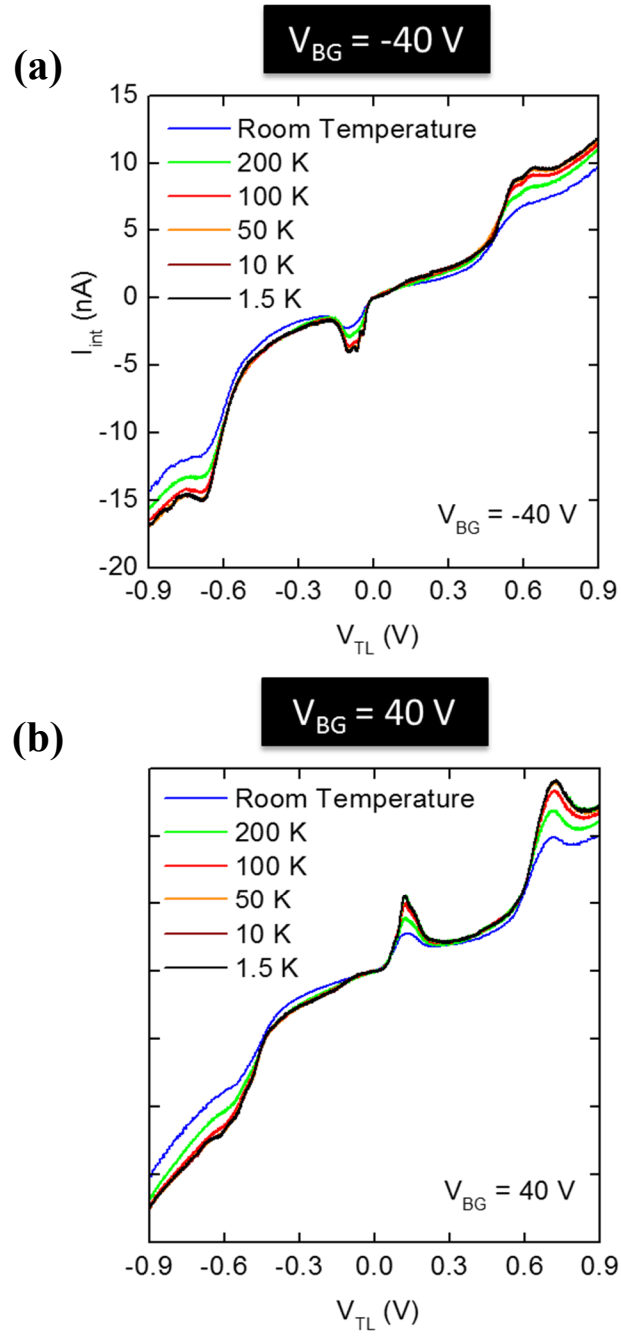 V_BG = -40 V
(a)
15
10
5
0
-5
-10
-15
-20
I_int (nA)
Room Temperature
200 K
100 K
50 K
10 K
1.5 K
V_BG = -40 V
-0.9 -0.6 -0.3 0.0 0.3 0.6 0.9
V_TL (V)
V_BG = 40 V
(b)
Room Temperature
200 K
100 K
50 K
10 K
1.5 K
V_BG = 40 V
-0.9 -0.6 -0.3 0.0 0.3 0.6 0.9
V_TL (V)